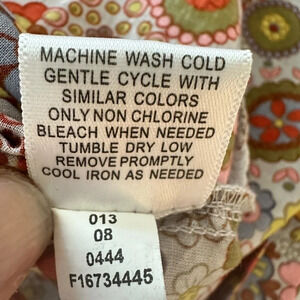 MACHINE WASH COLD
GENTLE CYCLE WITH
SIMILAR COLORS
ONLY NON CHLORINE
BLEACH WHEN NEEDED
TUMBLE DRY LOW
REMOVE PROMPTLY
COOL IRON AS NEEDED
013
08
0444
F16734445